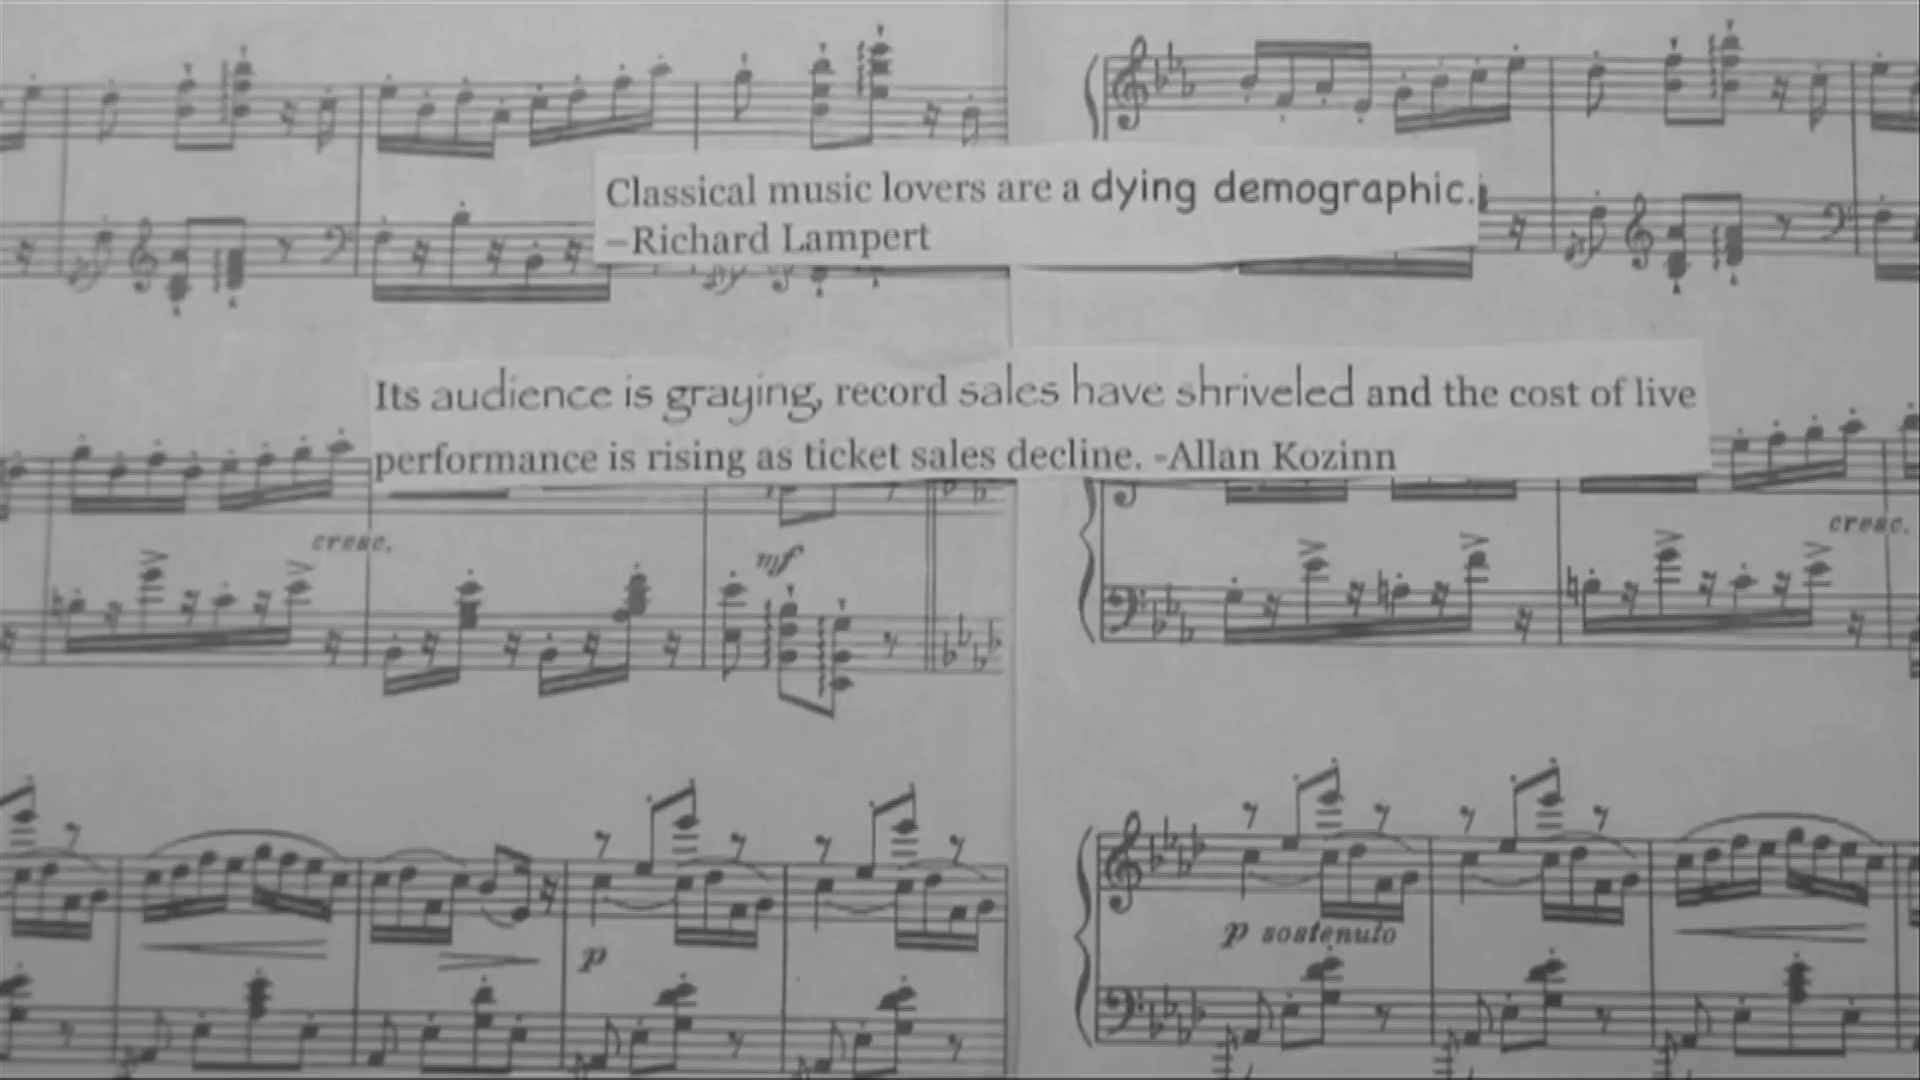 Classical music lovers are a dying demographic.
–Richard Lampert
Its audience is graying, record sales have shriveled and the cost of live
performance is rising as ticket sales decline. -Allan Kozinn
cresc.
cresc.
mf
p
p sostenuto